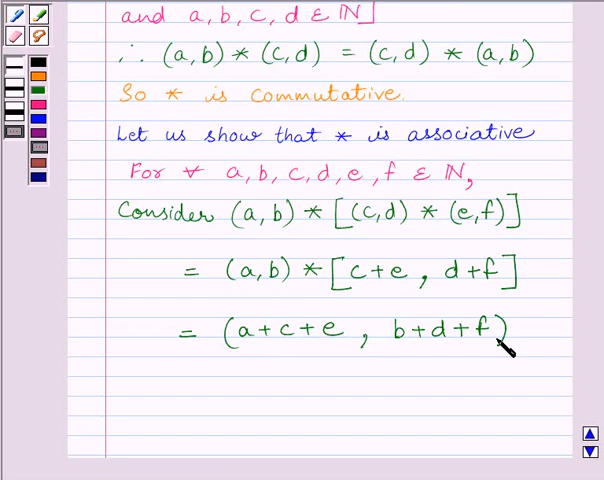 and a, b, c, d ε ℕ]
∴ (a, b) * (c, d) = (c, d) * (a, b)
So * is commutative.
Let us show that * is associative
For ∀ a, b, c, d, e, f ε ℕ,
Consider (a, b) * [(c, d) * (e, f)]
= (a, b) * [c+e , d+f]
= (a+c+e , b+d+f)